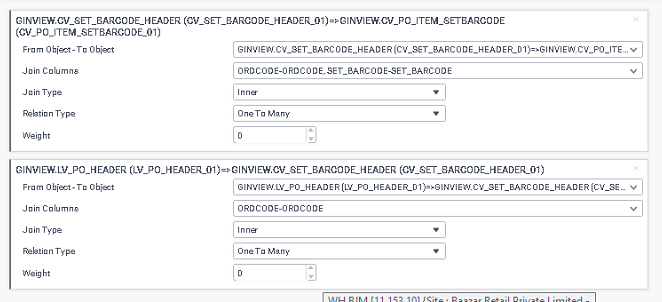 GINVIEW.CV_SET_BARCODE_HEADER (CV_SET_BARCODE_HEADER_01)=>GINVIEW.CV_PO_ITEM_SETBARCODE
(CV_PO_ITEM_SETBARCODE_01)
From Object-To Object GINVIEW.CV_SET_BARCODE_HEADER (CV_SET_BARCODE_HEADER_01)=>GINVIEW.CV_PO_ITE...
Join Columns ORDCODE-ORDCODE, SET_BARCODE-SET_BARCODE
Join Type Inner
Relation Type One To Many
Weight 0
GINVIEW.LV_PO_HEADER (LV_PO_HEADER_01)=>GINVIEW.CV_SET_BARCODE_HEADER (CV_SET_BARCODE_HEADER_01)
From Object-To Object GINVIEW.LV_PO_HEADER (LV_PO_HEADER_01)=>GINVIEW.CV_SET_BARCODE_HEADER (CV_SE...
Join Columns ORDCODE-ORDCODE
Join Type Inner
Relation Type One To Many
Weight 0
WH BIM [11.153.10] (Site : Baazar Retail Private Limited -